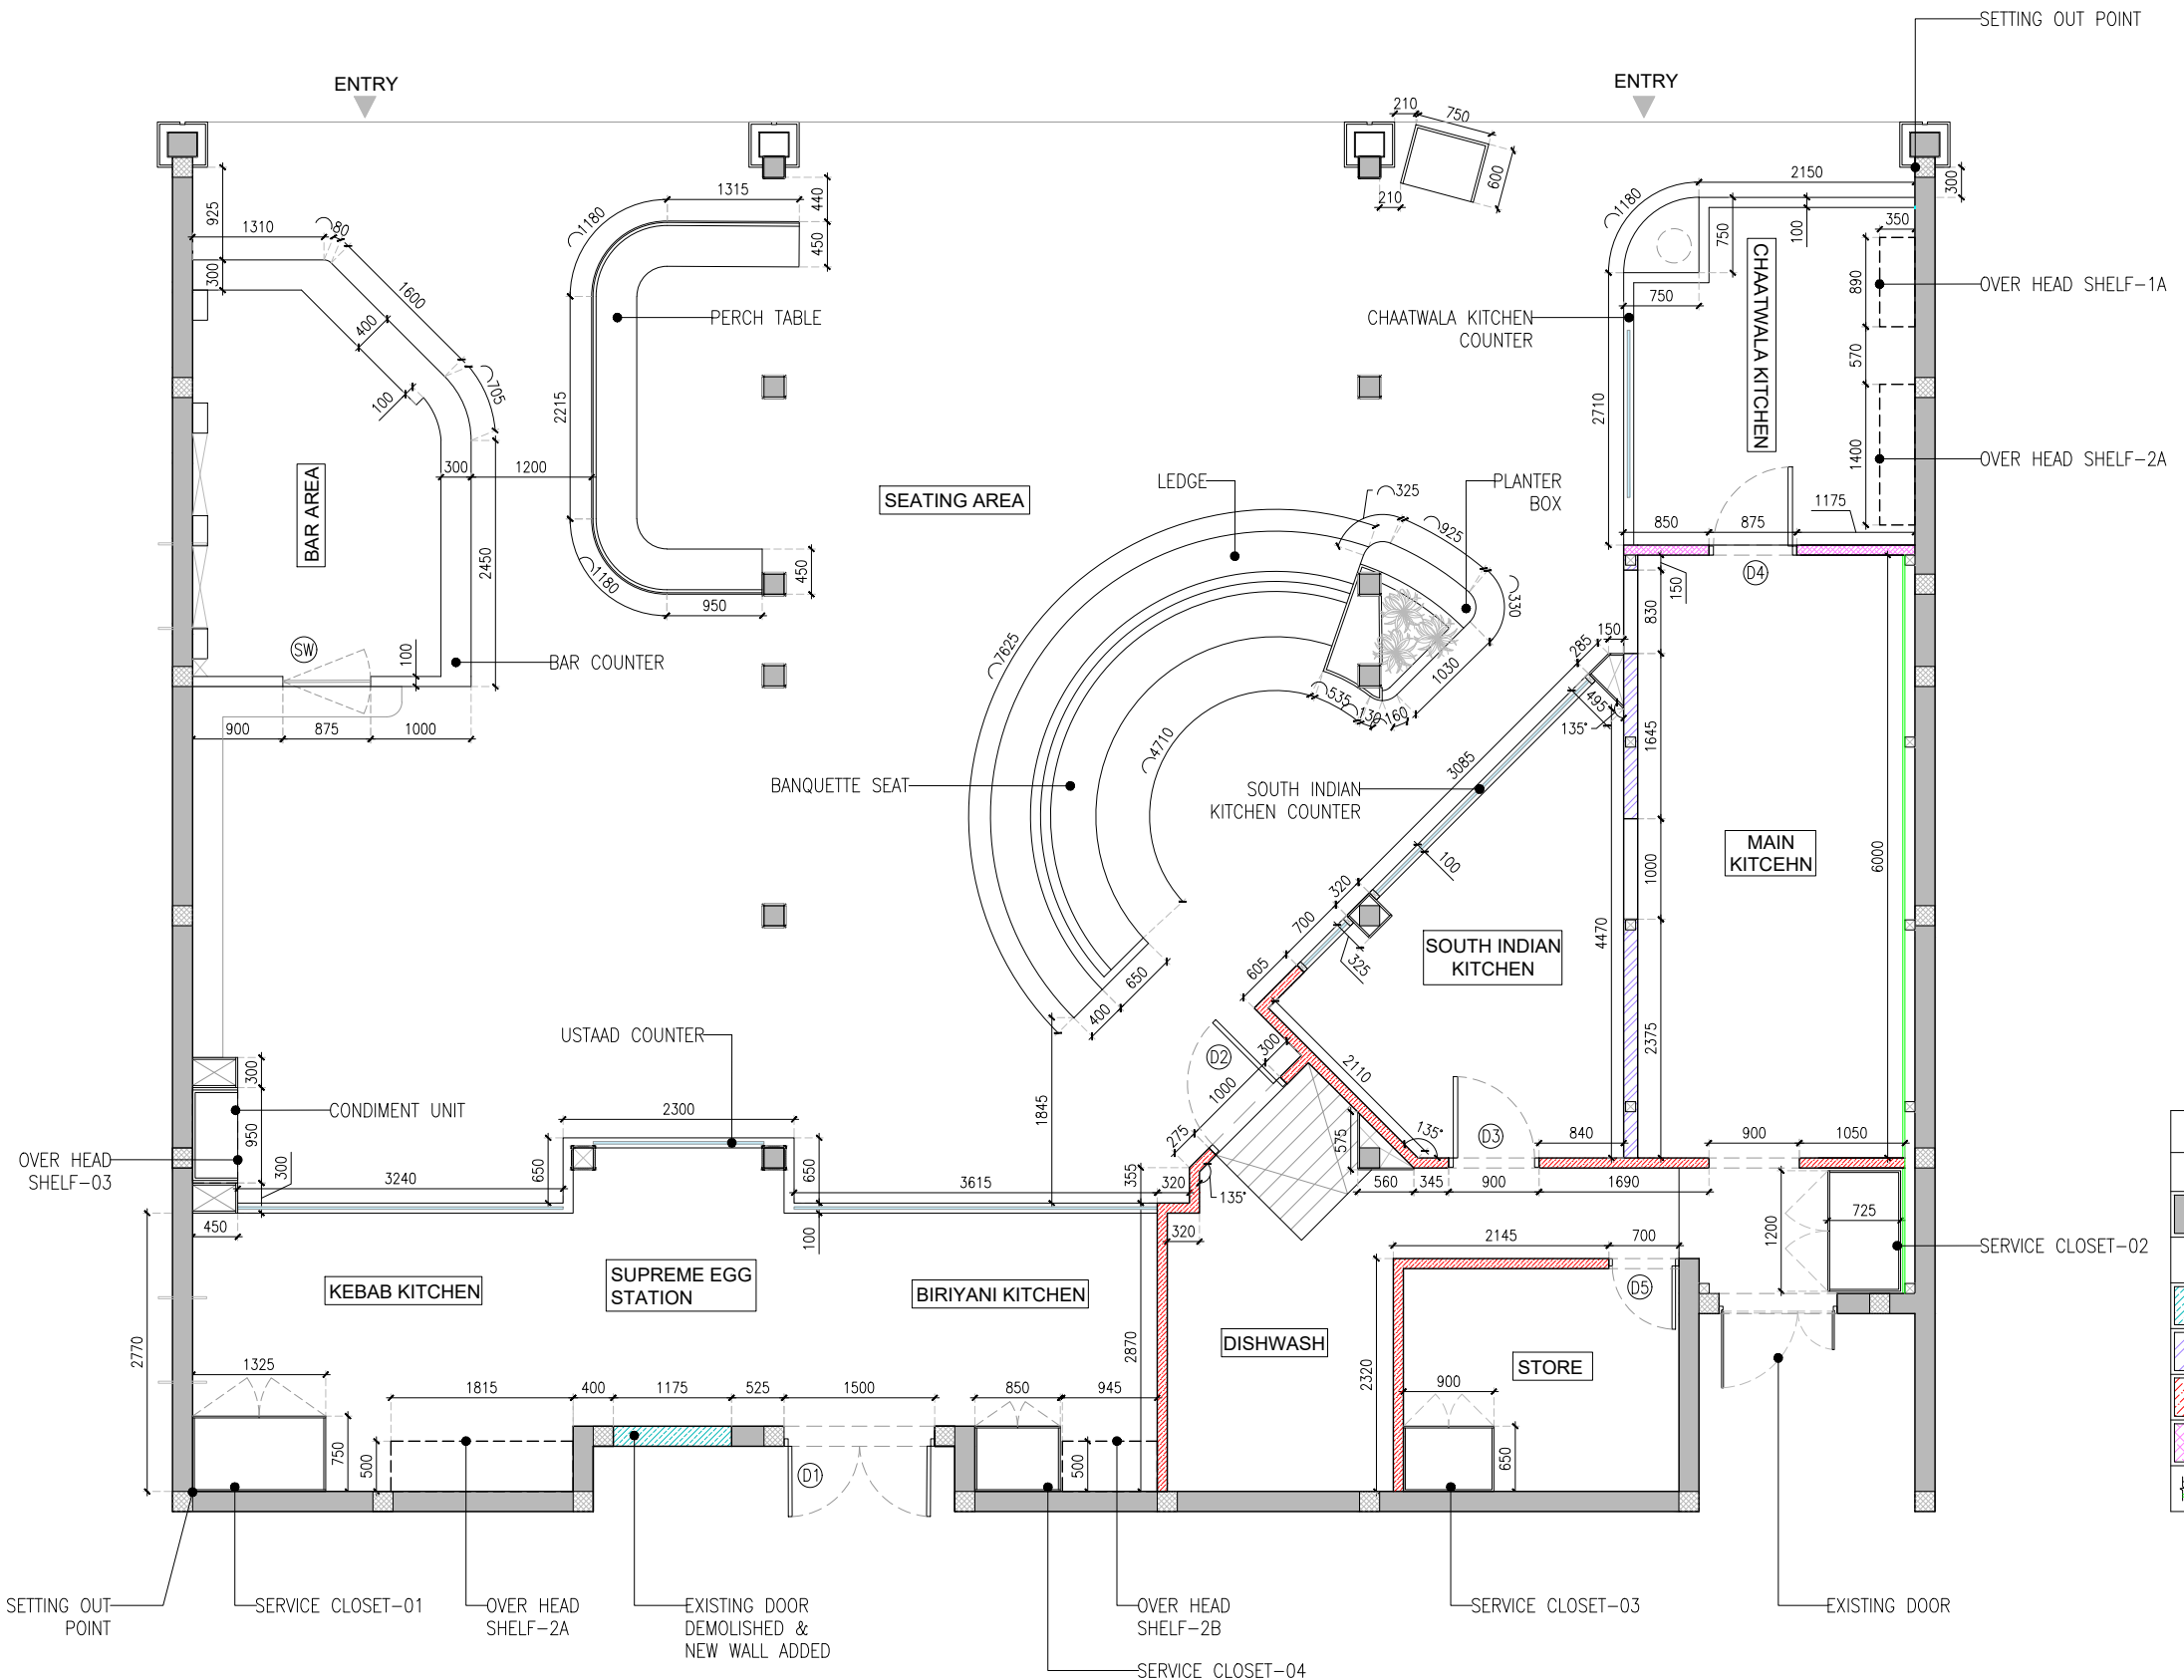 SETTING OUT POINT
ENTRY
ENTRY
210
750
600
210
1315
440
450
1180
925
1310
80
300
1600
400
705
100
2215
PERCH TABLE
300
1200
2450
BAR AREA
1180
950
450
SW
100
BAR COUNTER
900
875
1000
2150
300
1180
100
750
350
750
CHAATWALA KITCHEN
890
OVER HEAD SHELF-1A
CHAATWALA KITCHEN
COUNTER
570
2710
1400
OVER HEAD SHELF-2A
1175
850
875
D4
150
830
SEATING AREA
LEDGE
325
PLANTER
BOX
925
330
7625
1030
535
130
160
4710
150
285
495
135°
1645
BANQUETTE SEAT
3085
SOUTH INDIAN
KITCHEN COUNTER
100
MAIN
KITCEHN
1000
6000
320
700
325
605
SOUTH INDIAN
KITCHEN
4470
650
400
2375
USTAAD COUNTER
D2
300
2110
1000
1845
300
CONDIMENT UNIT
950
2300
275
575
135°
D3
840
900
1050
OVER HEAD
SHELF-03
300
3240
650
650
3615
355
320
135°
560
345
900
1690
450
100
320
1200
725
2145
700
SERVICE CLOSET-02
KEBAB KITCHEN
SUPREME EGG
STATION
BIRIYANI KITCHEN
D5
2770
2870
DISHWASH
STORE
2320
1325
1815
400
1175
525
1500
850
945
900
750
500
D1
500
650
SETTING OUT
POINT
SERVICE CLOSET-01
OVER HEAD
SHELF-2A
EXISTING DOOR
DEMOLISHED &
NEW WALL ADDED
OVER HEAD
SHELF-2B
SERVICE CLOSET-03
EXISTING DOOR
SERVICE CLOSET-04